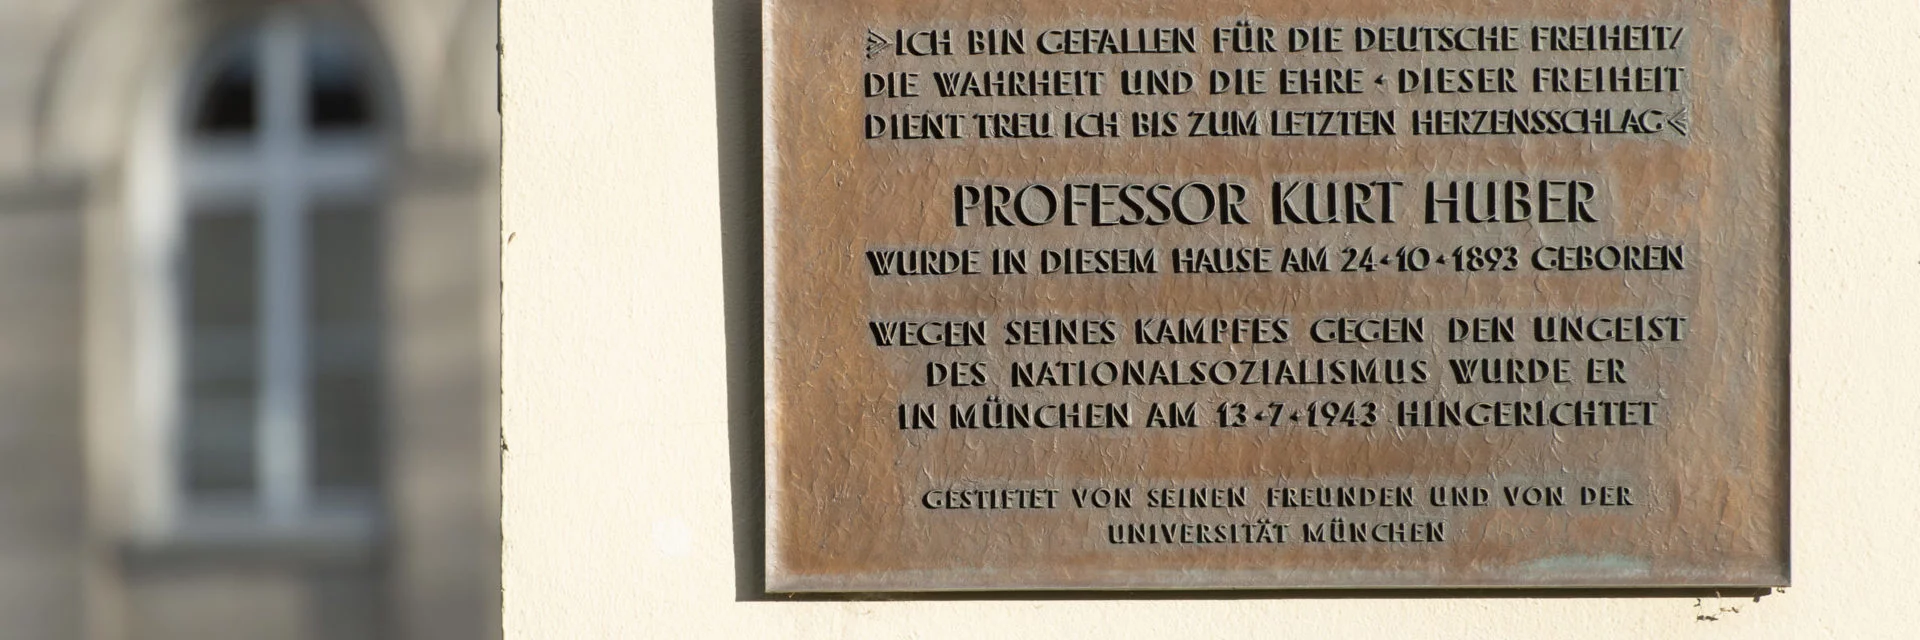 »ICH BIN GEFALLEN FÜR DIE DEUTSCHE FREIHEIT/
DIE WAHRHEIT UND DIE EHRE · DIESER FREIHEIT
DIENT TREU ICH BIS ZUM LETZTEN HERZENSSCHLAG«
PROFESSOR KURT HUBER
WURDE IN DIESEM HAUSE AM 24·10·1893 GEBOREN
WEGEN SEINES KAMPFES GEGEN DEN UNGEIST
DES NATIONALSOZIALISMUS WURDE ER
IN MÜNCHEN AM 13·7·1943 HINGERICHTET
GESTIFTET VON SEINEN FREUNDEN UND VON DER
UNIVERSITÄT MÜNCHEN